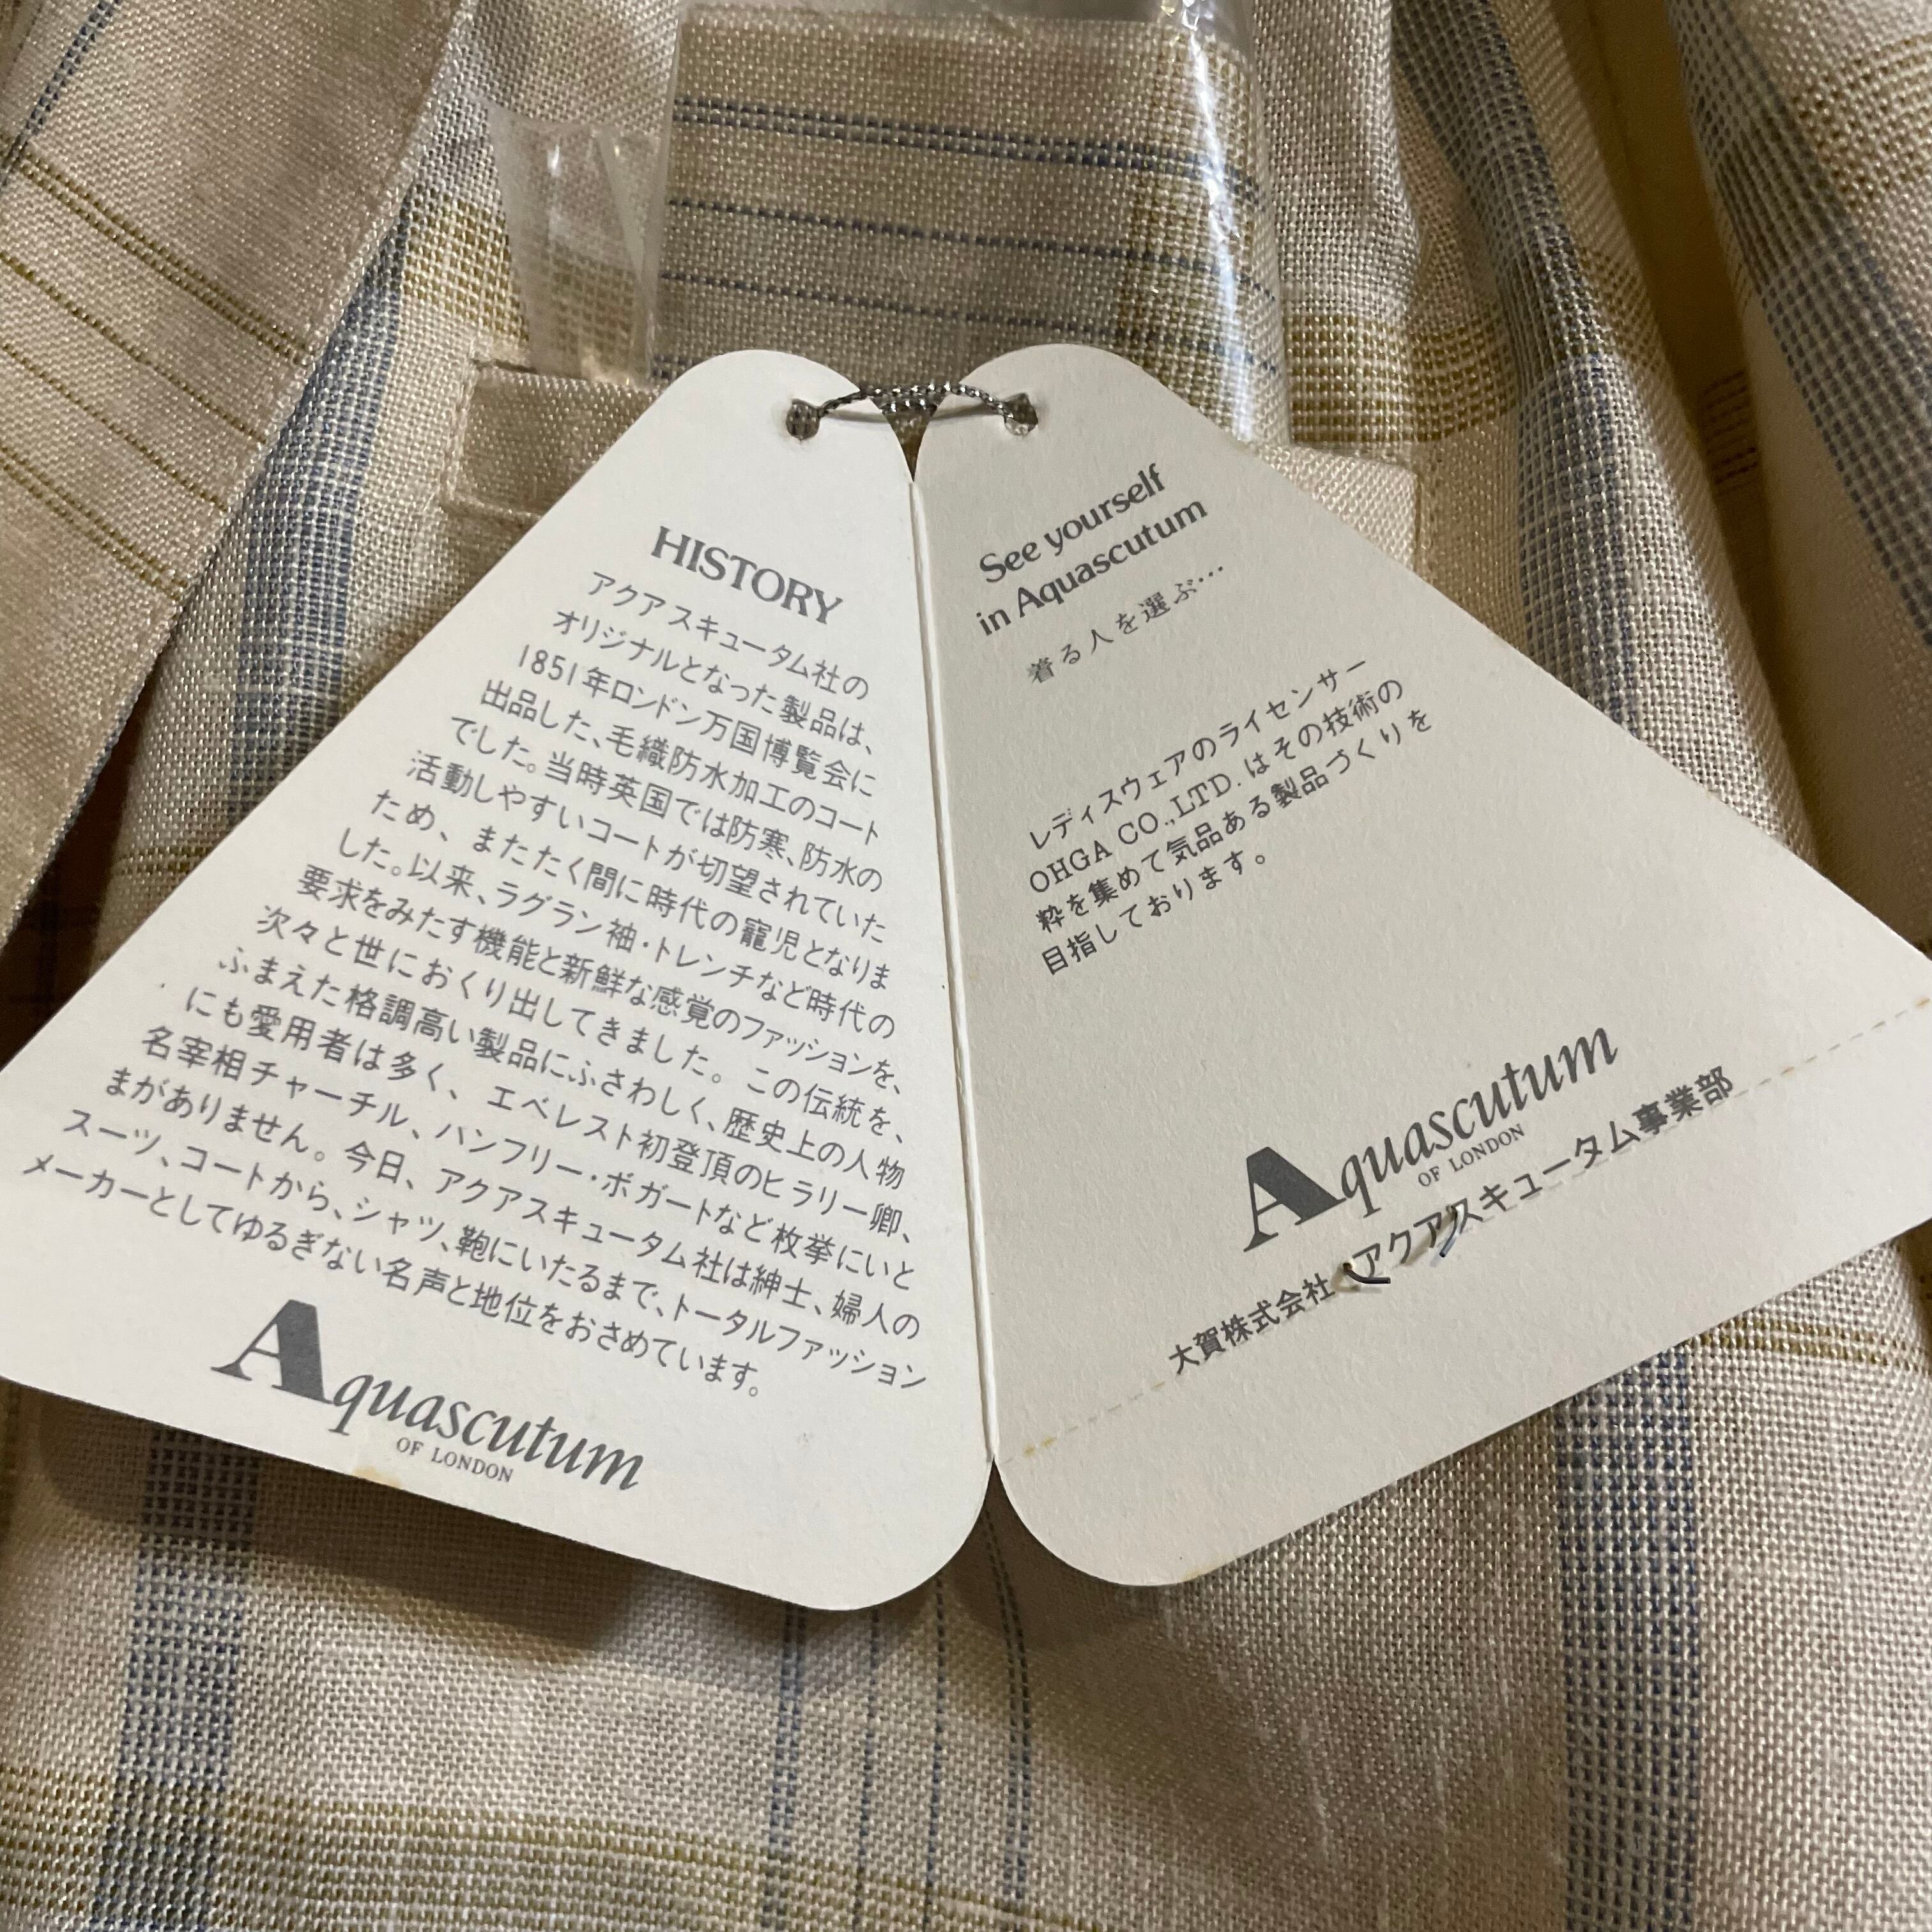 HISTORY
アクアスキュータム社の
オリジナルとなった製品は、
1851年ロンドン万国博覧会に
出品した、毛織防水加工のコート
でした。当時英国では防寒、防水の
活動しやすいコートが切望されていた
ため、またたく間に時代の寵児となりま
した。以来、ラグラン袖・トレンチなど時代の
要求をみたす機能と新鮮な感覚のファッションを、
次々と世におくり出してきました。この伝統を、
ふまえた格調高い製品にふさわしく、歴史上の人物
にも愛用者は多く、エベレスト初登頂のヒラリー卿、
名宰相チャーチル、ハンフリー・ボガートなど枚挙にいと
まがありません。今日、アクアスキュータム社は紳士、婦人の
スーツ、コートから、シャツ、鞄にいたるまで、トータルファッション
メーカーとしてゆるぎない名声と地位をおさめています。
Aquascutum
OF LONDON
See yourself
in Aquascutum
着る人を選ぶ…
レディスウェアのライセンサー
OHGA CO.,LTD. はその技術の
粋を集めて気品ある製品づくりを
目指しております。
Aquascutum
OF LONDON
大賀株式会社 アクアスキュータム事業部